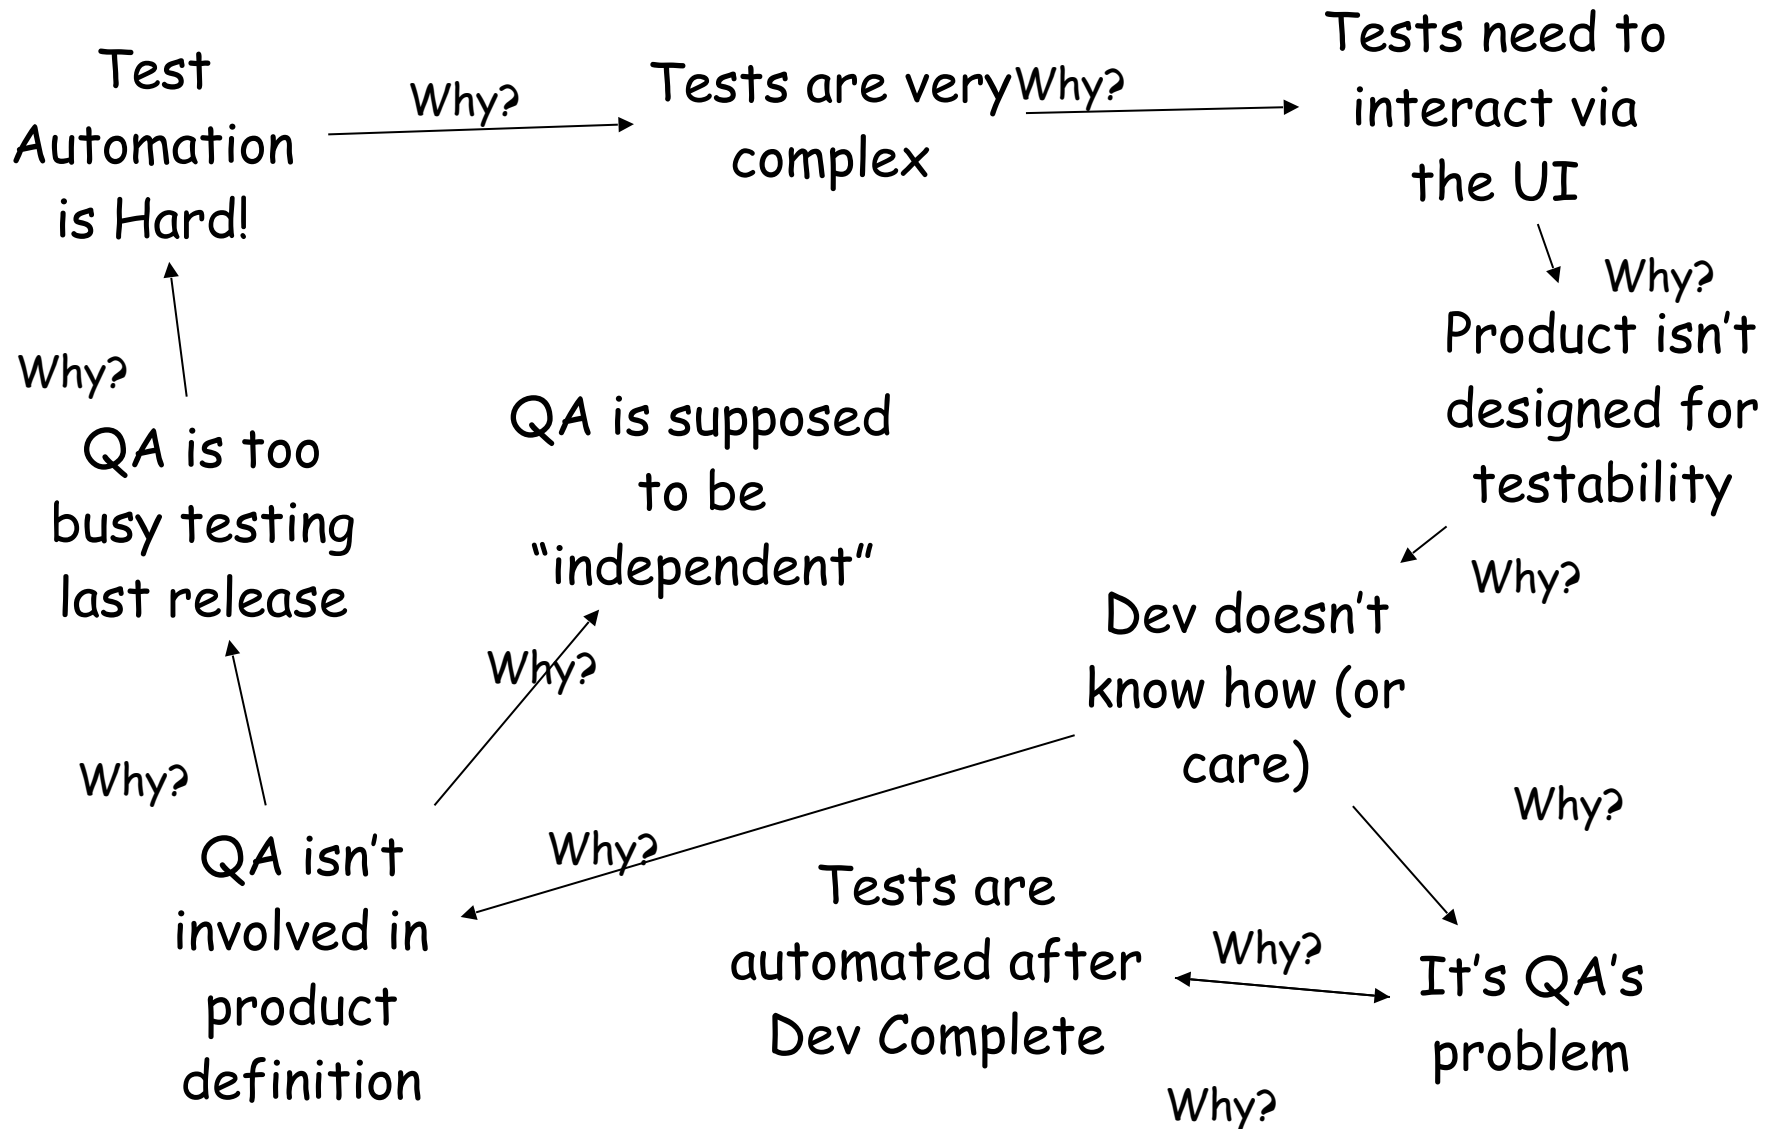 Test
Automation
is Hard!
Why?
Tests are very
complex
Why?
Tests need to
interact via
the UI
Why?
Product isn't
designed for
testability
Why?
Dev doesn't
know how (or
care)
Why?
It's QA's
problem
Why?
Tests are
automated after
Dev Complete
Why?
Why?
QA isn't
involved in
product
definition
Why?
QA is supposed
to be
“independent”
Why?
QA is too
busy testing
last release
Why?